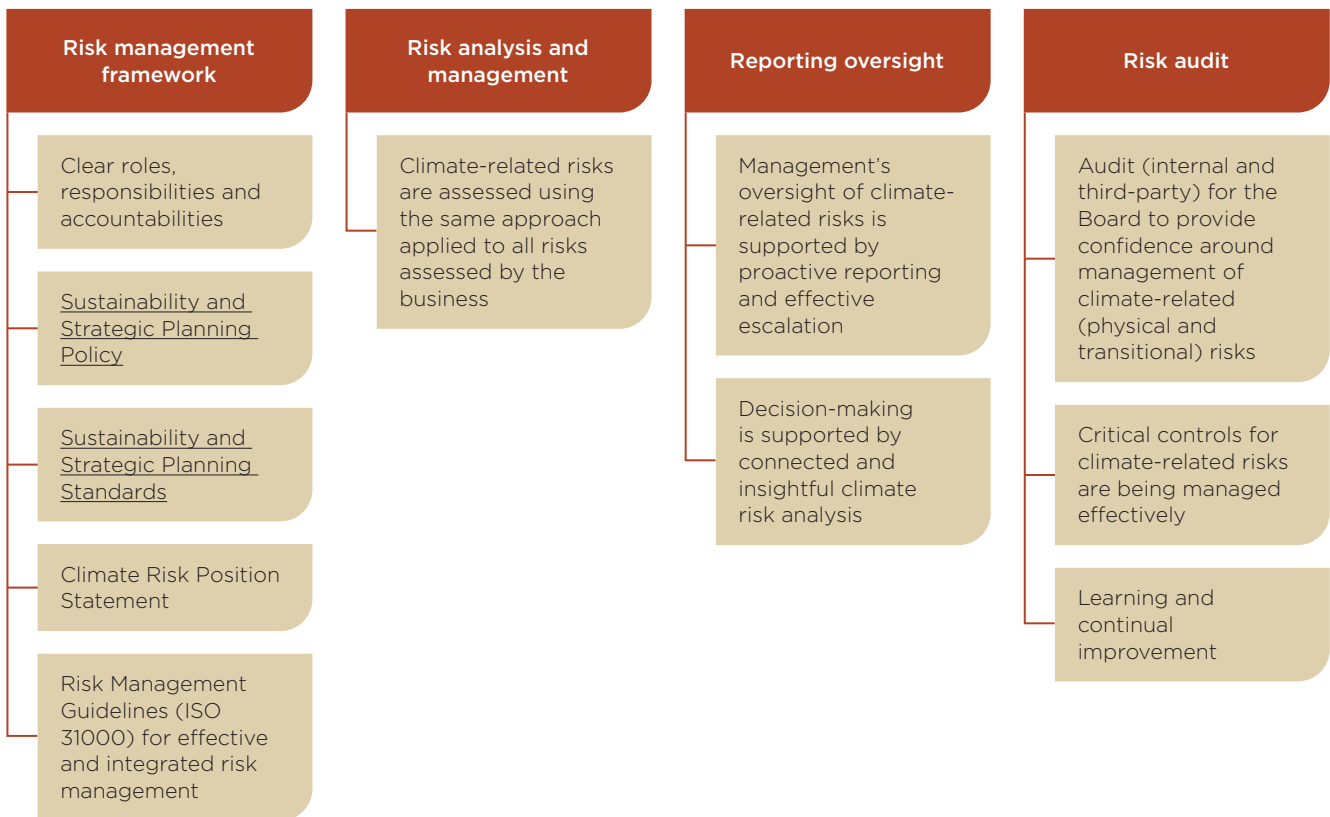 Risk management
framework
Clear roles,
responsibilities and
accountabilities
Sustainability and
Strategic Planning
Policy
Sustainability and
Strategic Planning
Standards
Climate Risk Position
Statement
Risk Management
Guidelines (ISO
31000) for effective
and integrated risk
management
Risk analysis and
management
Climate-related risks
are assessed using
the same approach
applied to all risks
assessed by the
business
Reporting oversight
Management’s
oversight of climate-
related risks is
supported by
proactive reporting
and effective
escalation
Decision-making
is supported by
connected and
insightful climate
risk analysis
Risk audit
Audit (internal and
third-party) for the
Board to provide
confidence around
management of
climate-related
(physical and
transitional) risks
Critical controls for
climate-related risks
are being managed
effectively
Learning and
continual
improvement